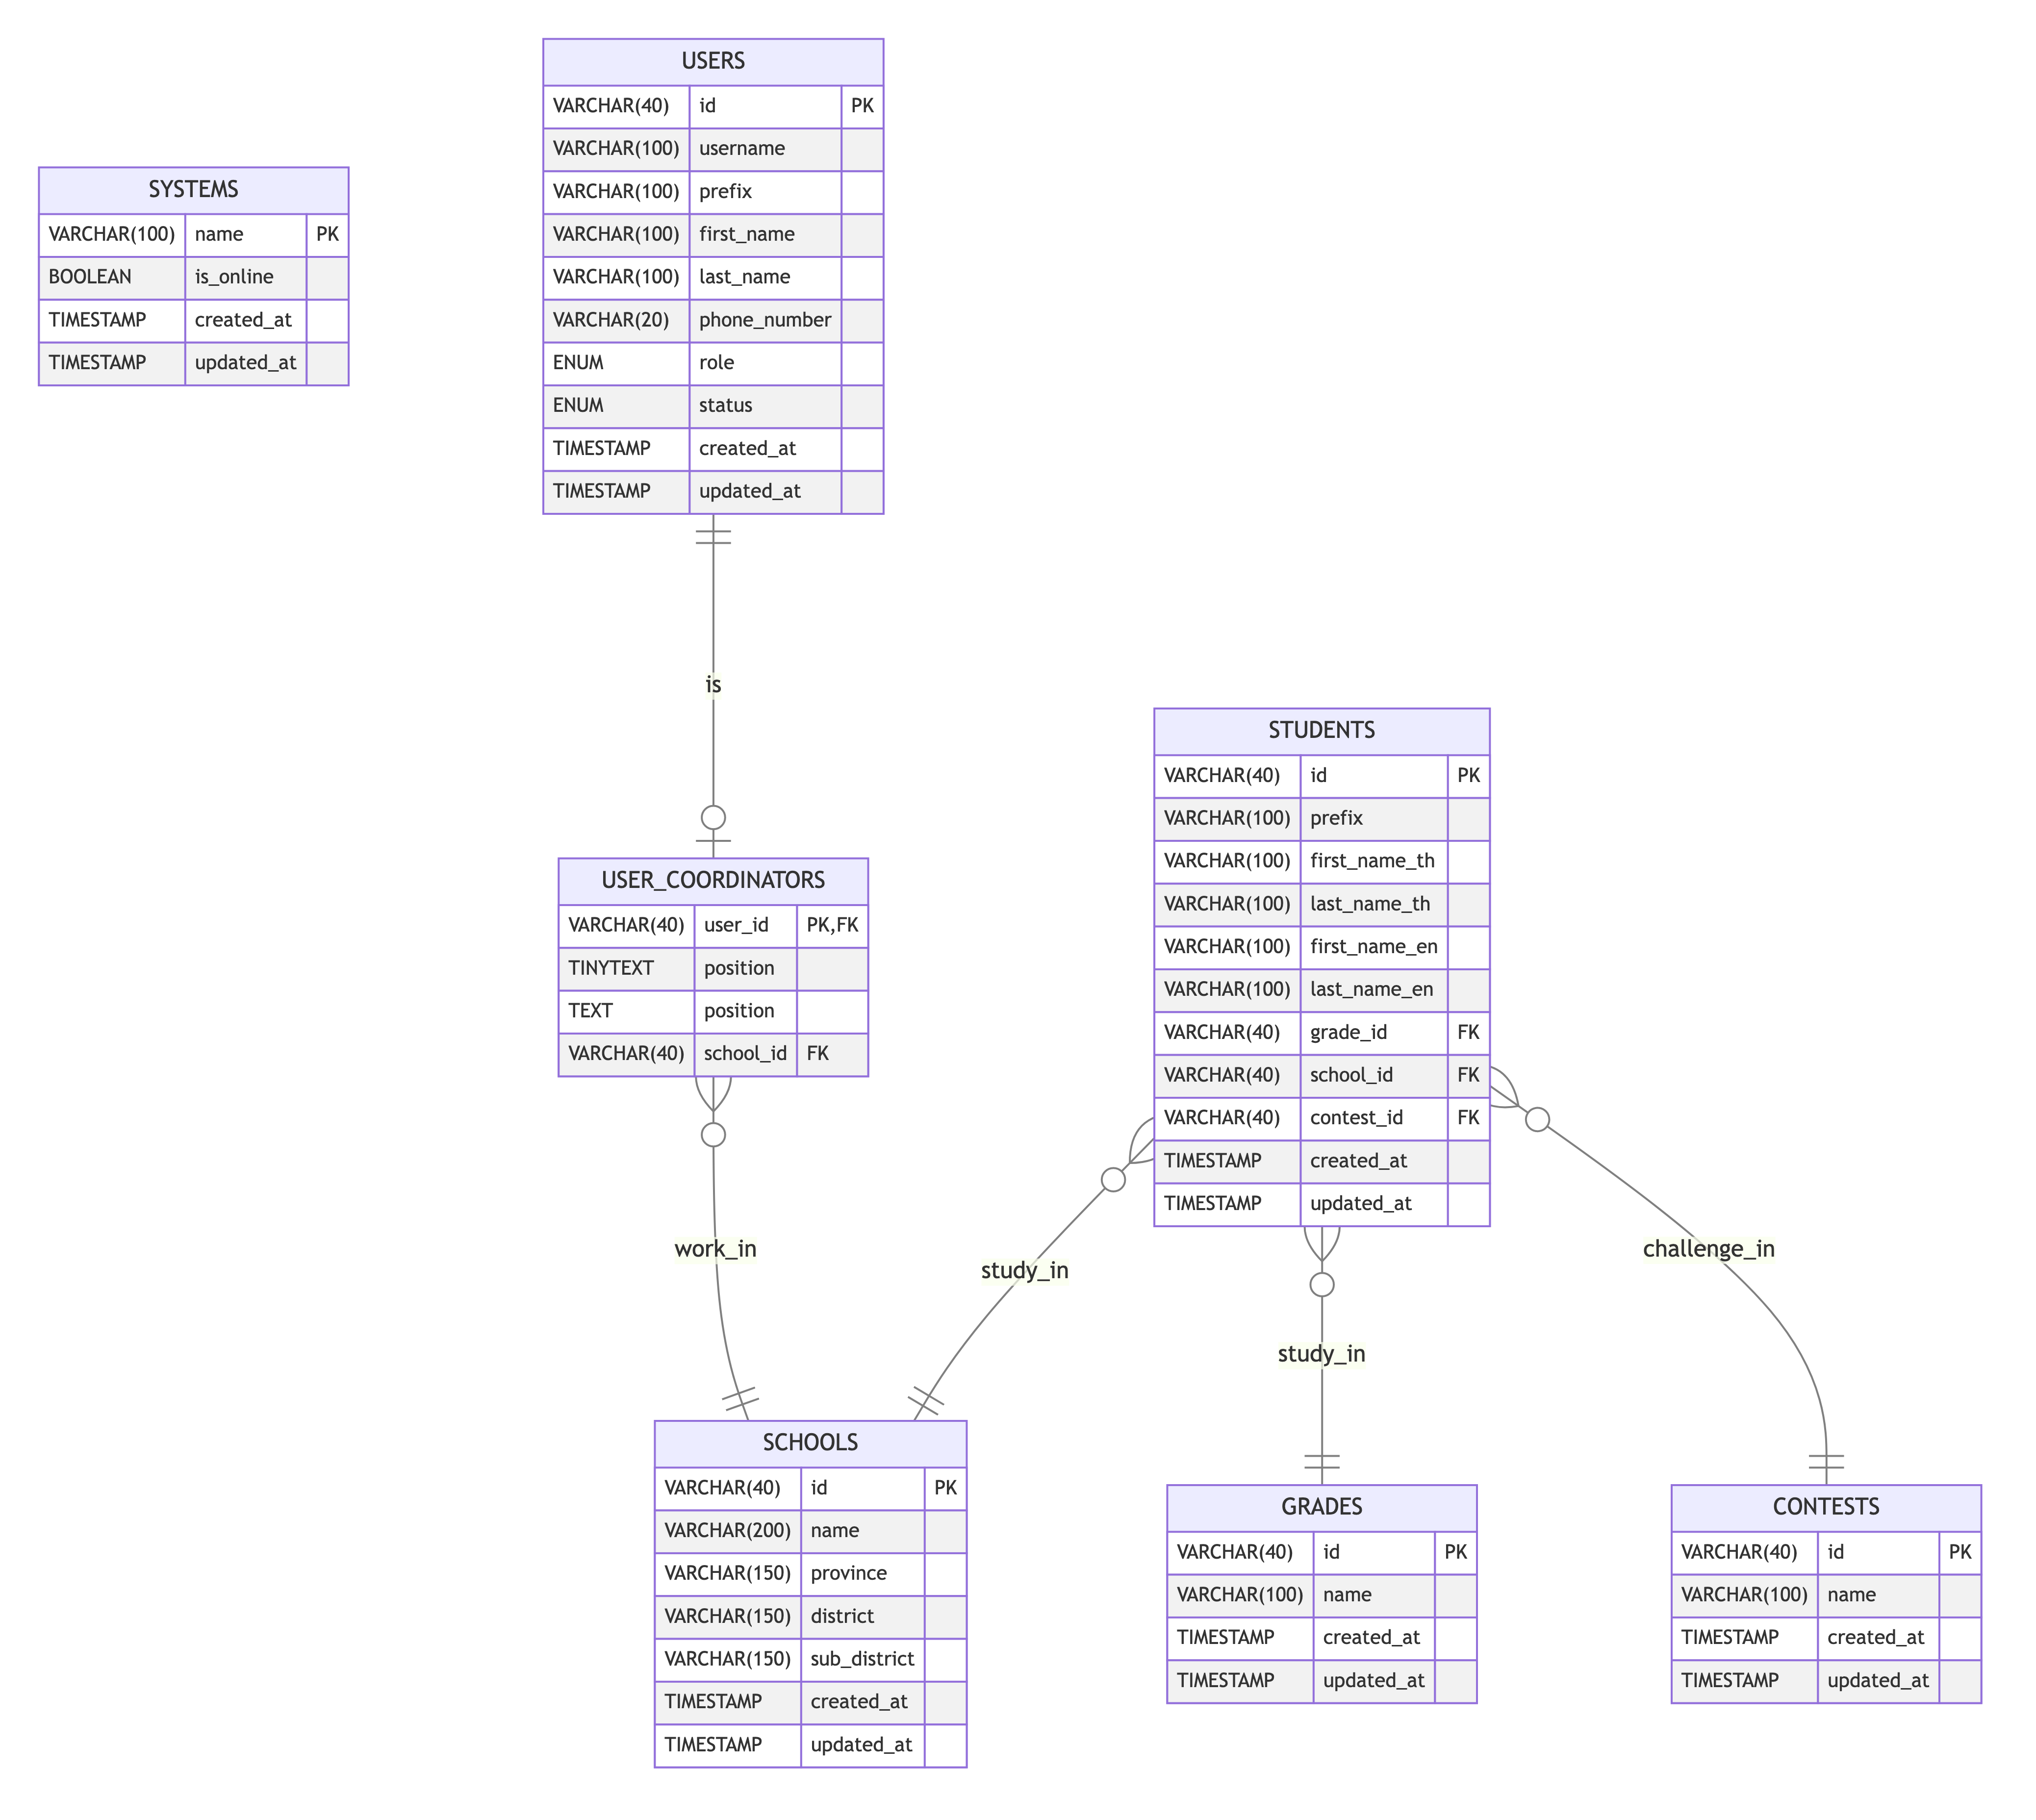 USERS
VARCHAR(40) id PK
VARCHAR(100) username
VARCHAR(100) prefix
VARCHAR(100) first_name
VARCHAR(100) last_name
VARCHAR(20) phone_number
ENUM role
ENUM status
TIMESTAMP created_at
TIMESTAMP updated_at
SYSTEMS
VARCHAR(100) name PK
BOOLEAN is_online
TIMESTAMP created_at
TIMESTAMP updated_at
is
USER_COORDINATORS
VARCHAR(40) user_id PK,FK
TINYTEXT position
TEXT position
VARCHAR(40) school_id FK
STUDENTS
VARCHAR(40) id PK
VARCHAR(100) prefix
VARCHAR(100) first_name_th
VARCHAR(100) last_name_th
VARCHAR(100) first_name_en
VARCHAR(100) last_name_en
VARCHAR(40) grade_id FK
VARCHAR(40) school_id FK
VARCHAR(40) contest_id FK
TIMESTAMP created_at
TIMESTAMP updated_at
work_in
study_in
study_in
challenge_in
SCHOOLS
VARCHAR(40) id PK
VARCHAR(200) name
VARCHAR(150) province
VARCHAR(150) district
VARCHAR(150) sub_district
TIMESTAMP created_at
TIMESTAMP updated_at
GRADES
VARCHAR(40) id PK
VARCHAR(100) name
TIMESTAMP created_at
TIMESTAMP updated_at
CONTESTS
VARCHAR(40) id PK
VARCHAR(100) name
TIMESTAMP created_at
TIMESTAMP updated_at